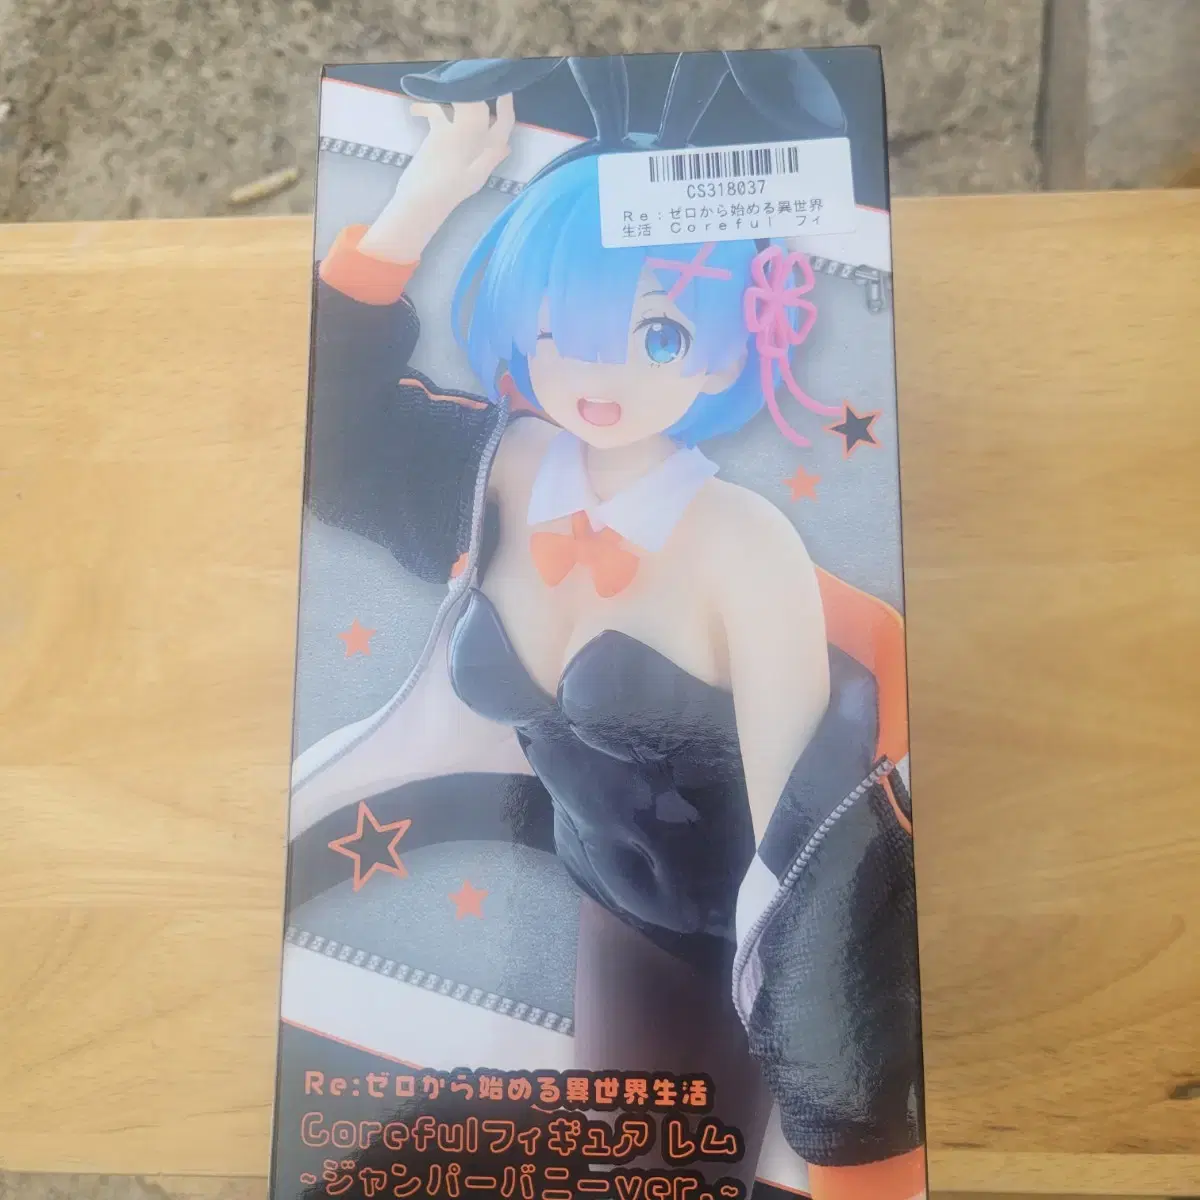 CS318037
Ｒｅ：ゼロから始める異世界
生活　Ｃｏｒｅｆｕｌ　フィ
Re:ゼロから始める異世界生活
Corefulフィギュア レム
~ジャンパーバニーver.~